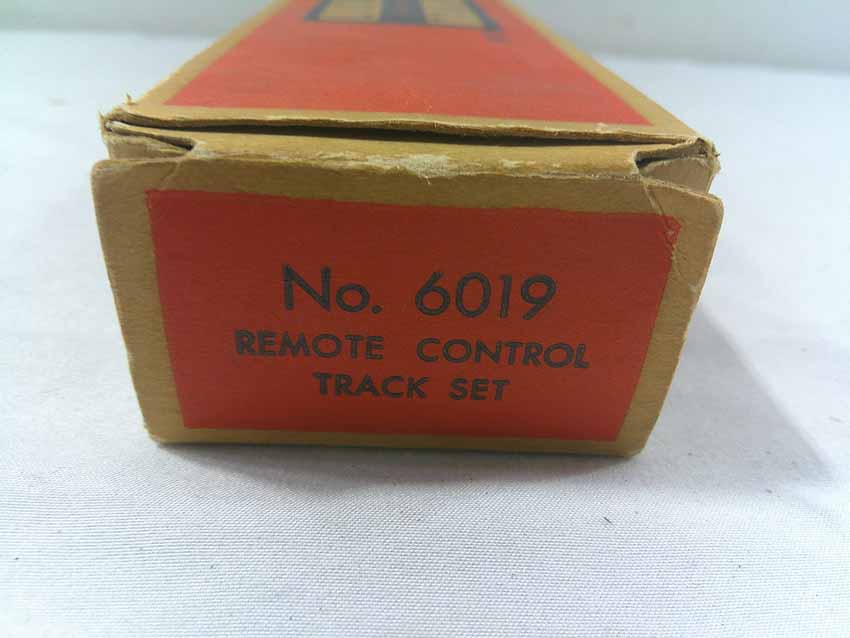 No. 6019
REMOTE CONTROL
TRACK SET